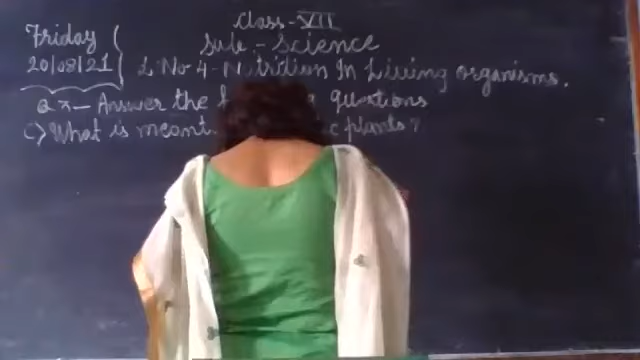 Class-VII
Friday
Sub.-Science
20/08/21
L.No-4-Nutrition In Living organisms.
Q3- Answer the questions
C) What is meant plants?